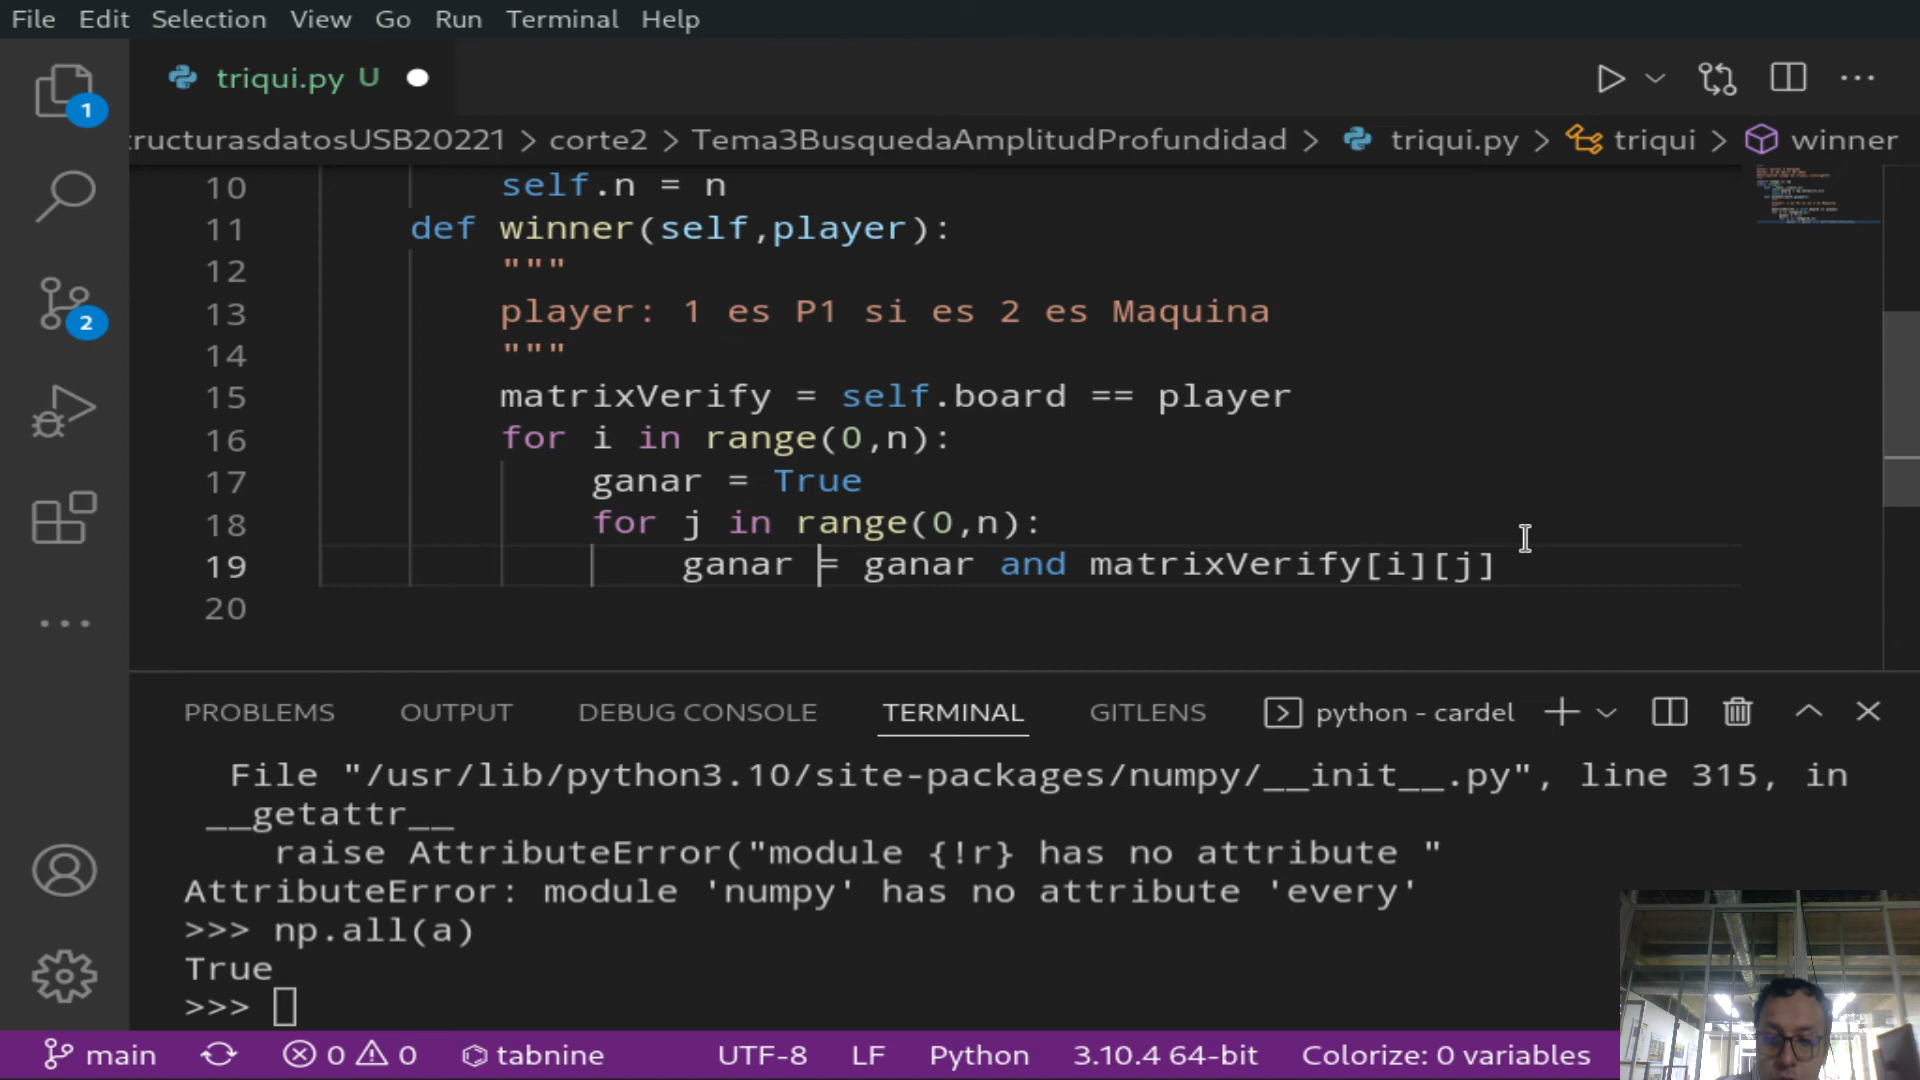 File Edit Selection View Go Run Terminal Help
triqui.py U
1
tructurasdatosUSB20221 > corte2 > Tema3BusquedaAmplitudProfundidad > triqui.py > triqui > winner
10 self.n = n
11 def winner(self,player):
12 """
13 player: 1 es P1 si es 2 es Maquina
14 """
2
15 matrixVerify = self.board == player
16 for i in range(0,n):
17 ganar = True
18 for j in range(0,n):
19 ganar = ganar and matrixVerify[i][j]
20
PROBLEMS OUTPUT DEBUG CONSOLE TERMINAL GITLENS python - cardel
File "/usr/lib/python3.10/site-packages/numpy/__init__.py", line 315, in
__getattr__
raise AttributeError("module {!r} has no attribute "
AttributeError: module 'numpy' has no attribute 'every'
>>> np.all(a)
True
>>>
main 0 0 tabnine UTF-8 LF Python 3.10.4 64-bit Colorize: 0 variables